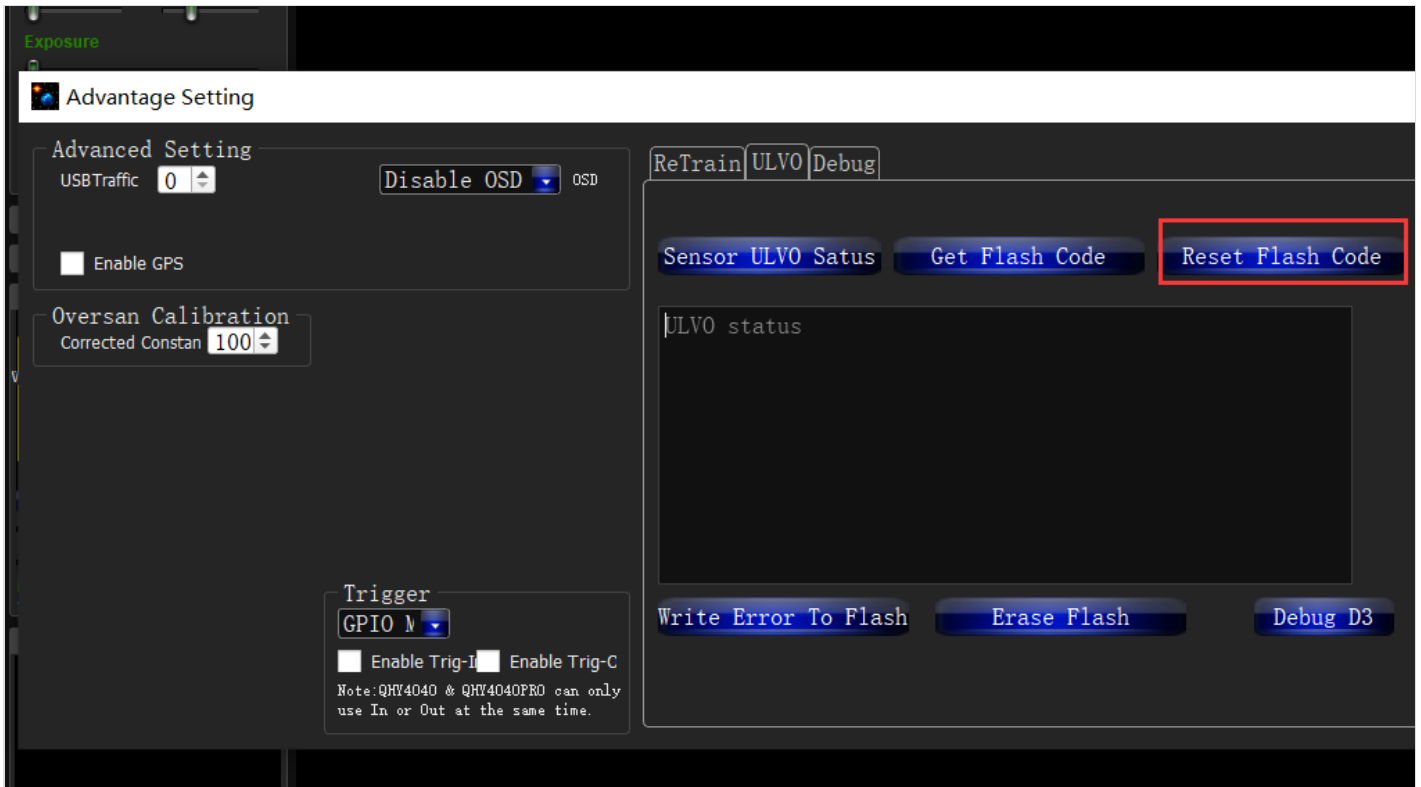 Exposure
Advantage Setting
Advanced Setting
USBTraffic 0 Disable OSD OSD
Enable GPS
Oversan Calibration
Corrected Constan 100
Trigger
GPIO M
Enable Trig-I Enable Trig-C
Note:QHY4040 & QHY4040PRO can only
use In or Out at the same time.
ReTrain ULVO Debug
Sensor ULVO Satus Get Flash Code Reset Flash Code
ULVO status
Write Error To Flash Erase Flash Debug D3